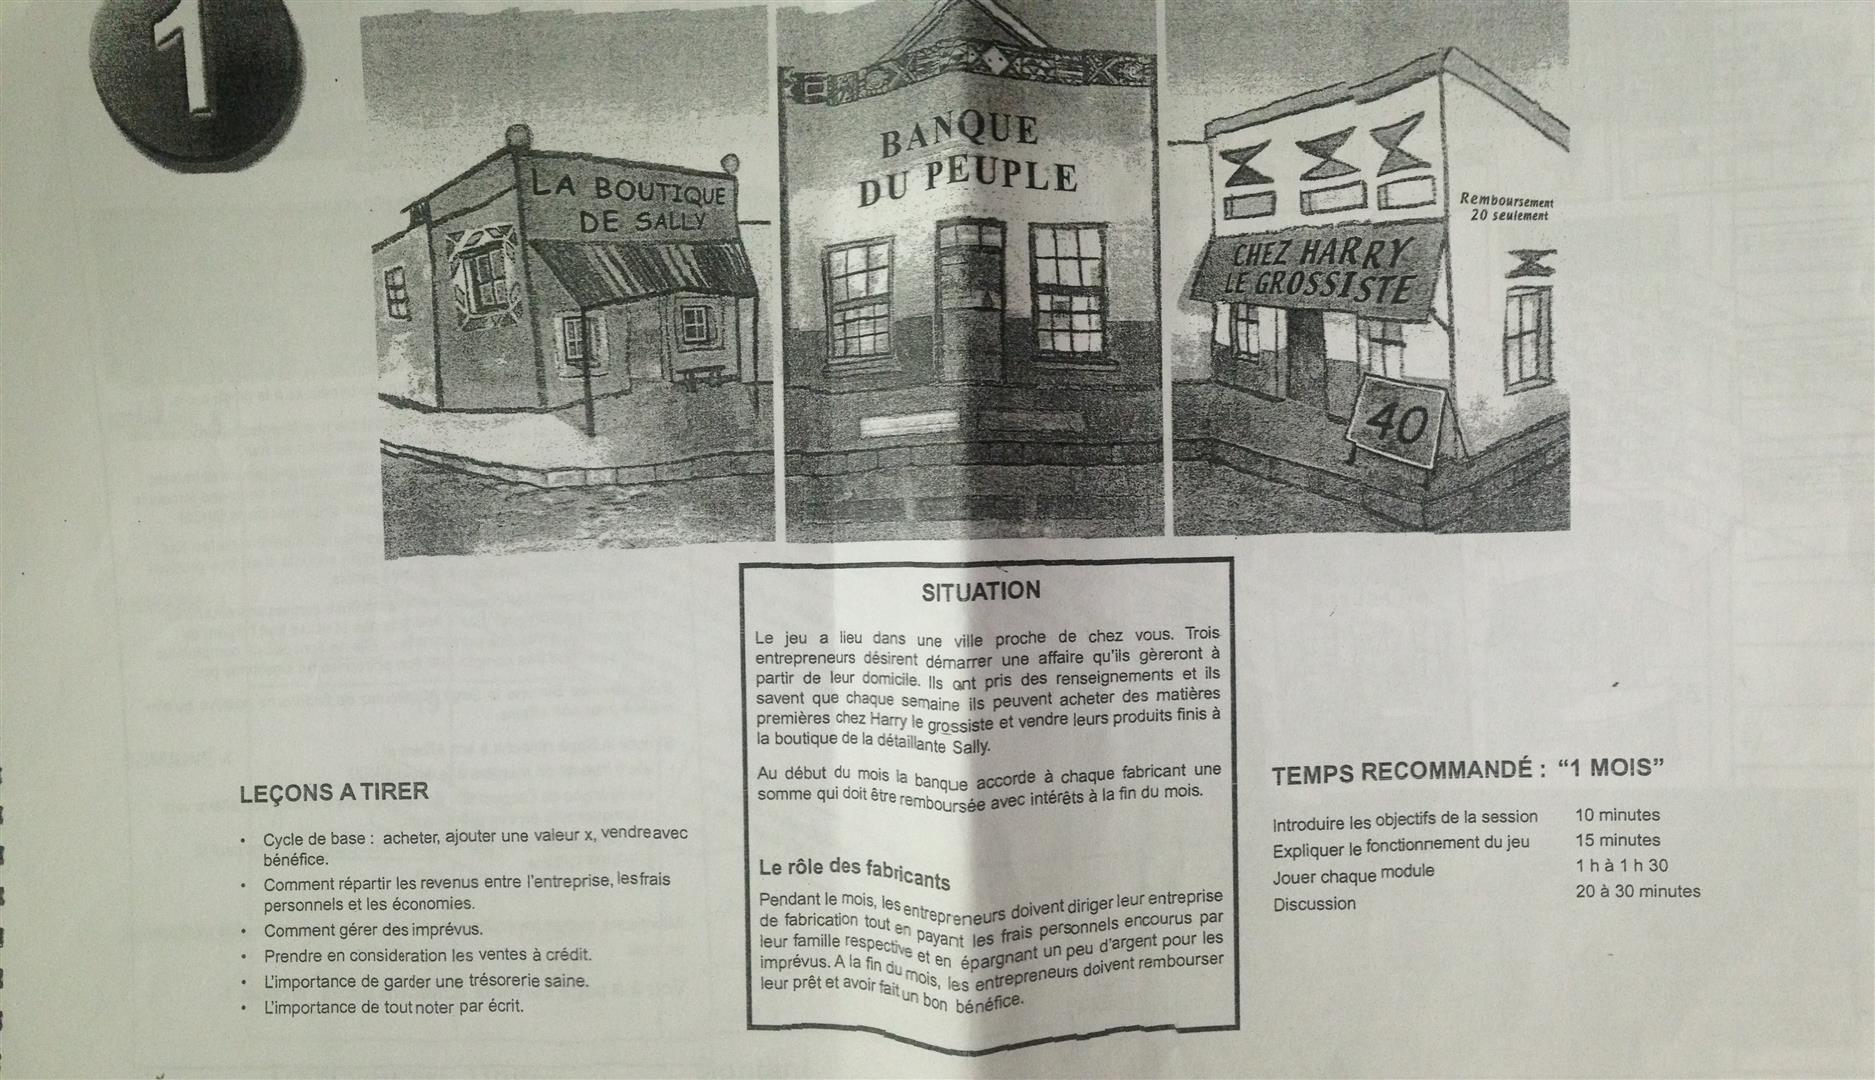 1
LA BOUTIQUE
DE SALLY
BANQUE
DU PEUPLE
Remboursement
20 seulement
CHEZ HARRY
LE GROSSISTE
40
SITUATION
Le jeu a lieu dans une ville proche de chez vous. Trois
entrepreneurs désirent démarrer une affaire qu'ils gèreront à
partir de leur domicile. Ils ont pris des renseignements et ils
savent que chaque semaine ils peuvent acheter des matières
premières chez Harry le grossiste et vendre leurs produits finis à
la boutique de la détaillante Sally.
Au début du mois la banque accorde à chaque fabricant une
somme qui doit être remboursée avec intérêts à la fin du mois.
Le rôle des fabricants
Pendant le mois, les entrepreneurs doivent diriger leur entreprise
de fabrication tout en payant les frais personnels encourus par
leur famille respective et en épargnant un peu d'argent pour les
imprévus. A la fin du mois, les entrepreneurs doivent rembourser
leur prêt et avoir fait un bon bénéfice.
LEÇONS A TIRER
• Cycle de base : acheter, ajouter une valeur x, vendre avec
bénéfice.
• Comment répartir les revenus entre l'entreprise, les frais
personnels et les économies.
• Comment gérer des imprévus.
• Prendre en consideration les ventes à crédit.
• L'importance de garder une trésorerie saine.
• L'importance de tout noter par écrit.
TEMPS RECOMMANDÉ : “1 MOIS”
Introduire les objectifs de la session 10 minutes
Expliquer le fonctionnement du jeu 15 minutes
Jouer chaque module 1 h à 1 h 30
Discussion 20 à 30 minutes